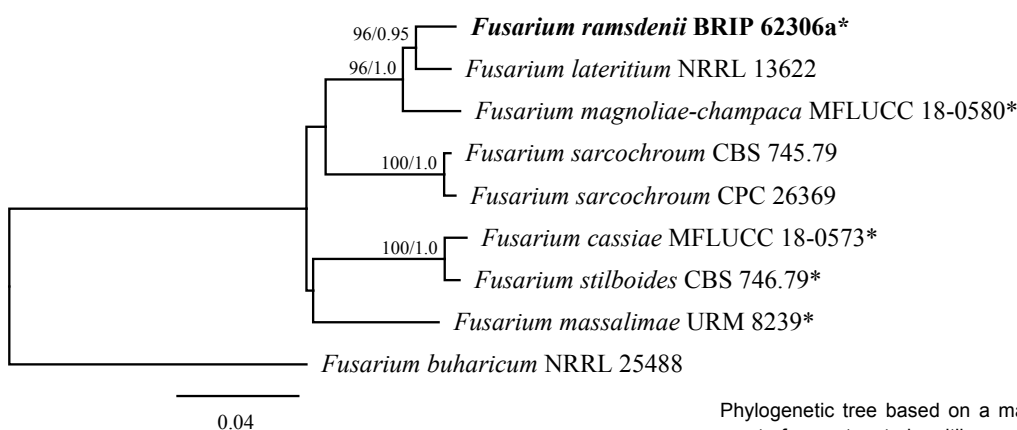 96/0.95
Fusarium ramsdenii BRIP 62306a*
96/1.0
Fusarium lateritium NRRL 13622
Fusarium magnoliae-champaca MFLUCC 18-0580*
100/1.0
Fusarium sarcochroum CBS 745.79
Fusarium sarcochroum CPC 26369
100/1.0
Fusarium cassiae MFLUCC 18-0573*
Fusarium stilboides CBS 746.79*
Fusarium massalimae URM 8239*
Fusarium buharicum NRRL 25488
0.04
Phylogenetic tree based on a